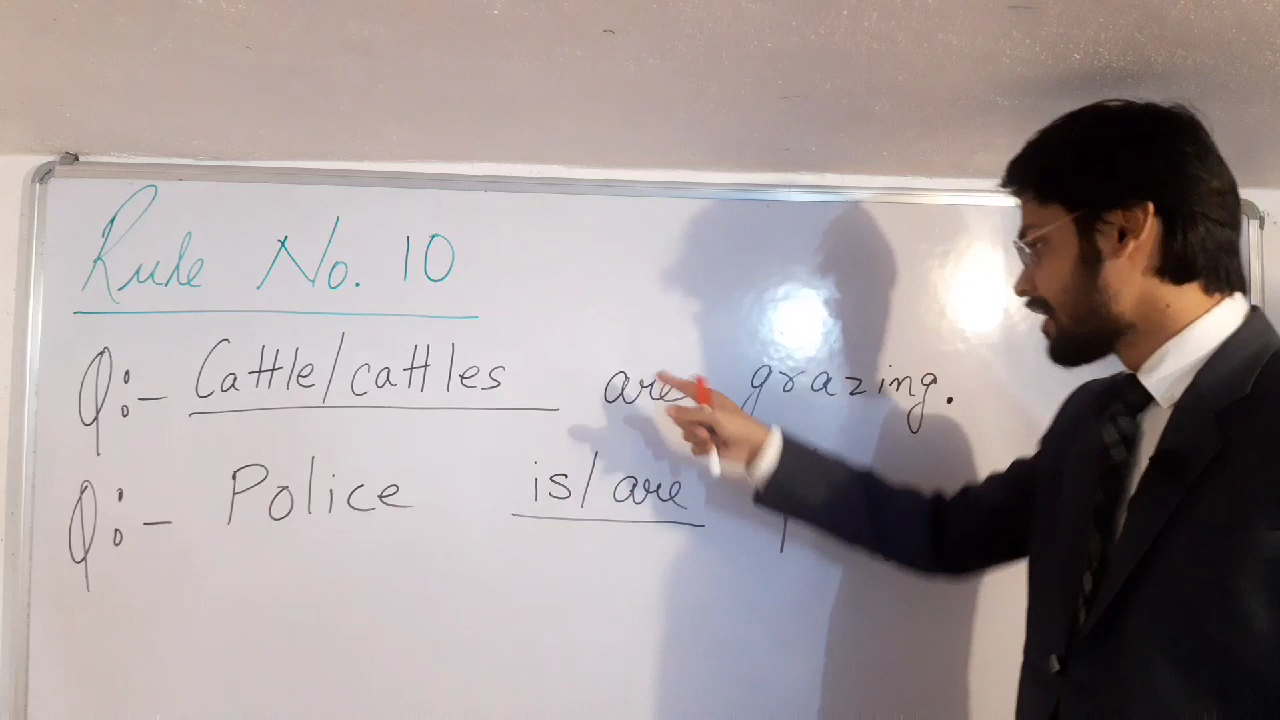 Rule No. 10
Q:- Cattle/cattles are grazing.
Q:- Police is/are